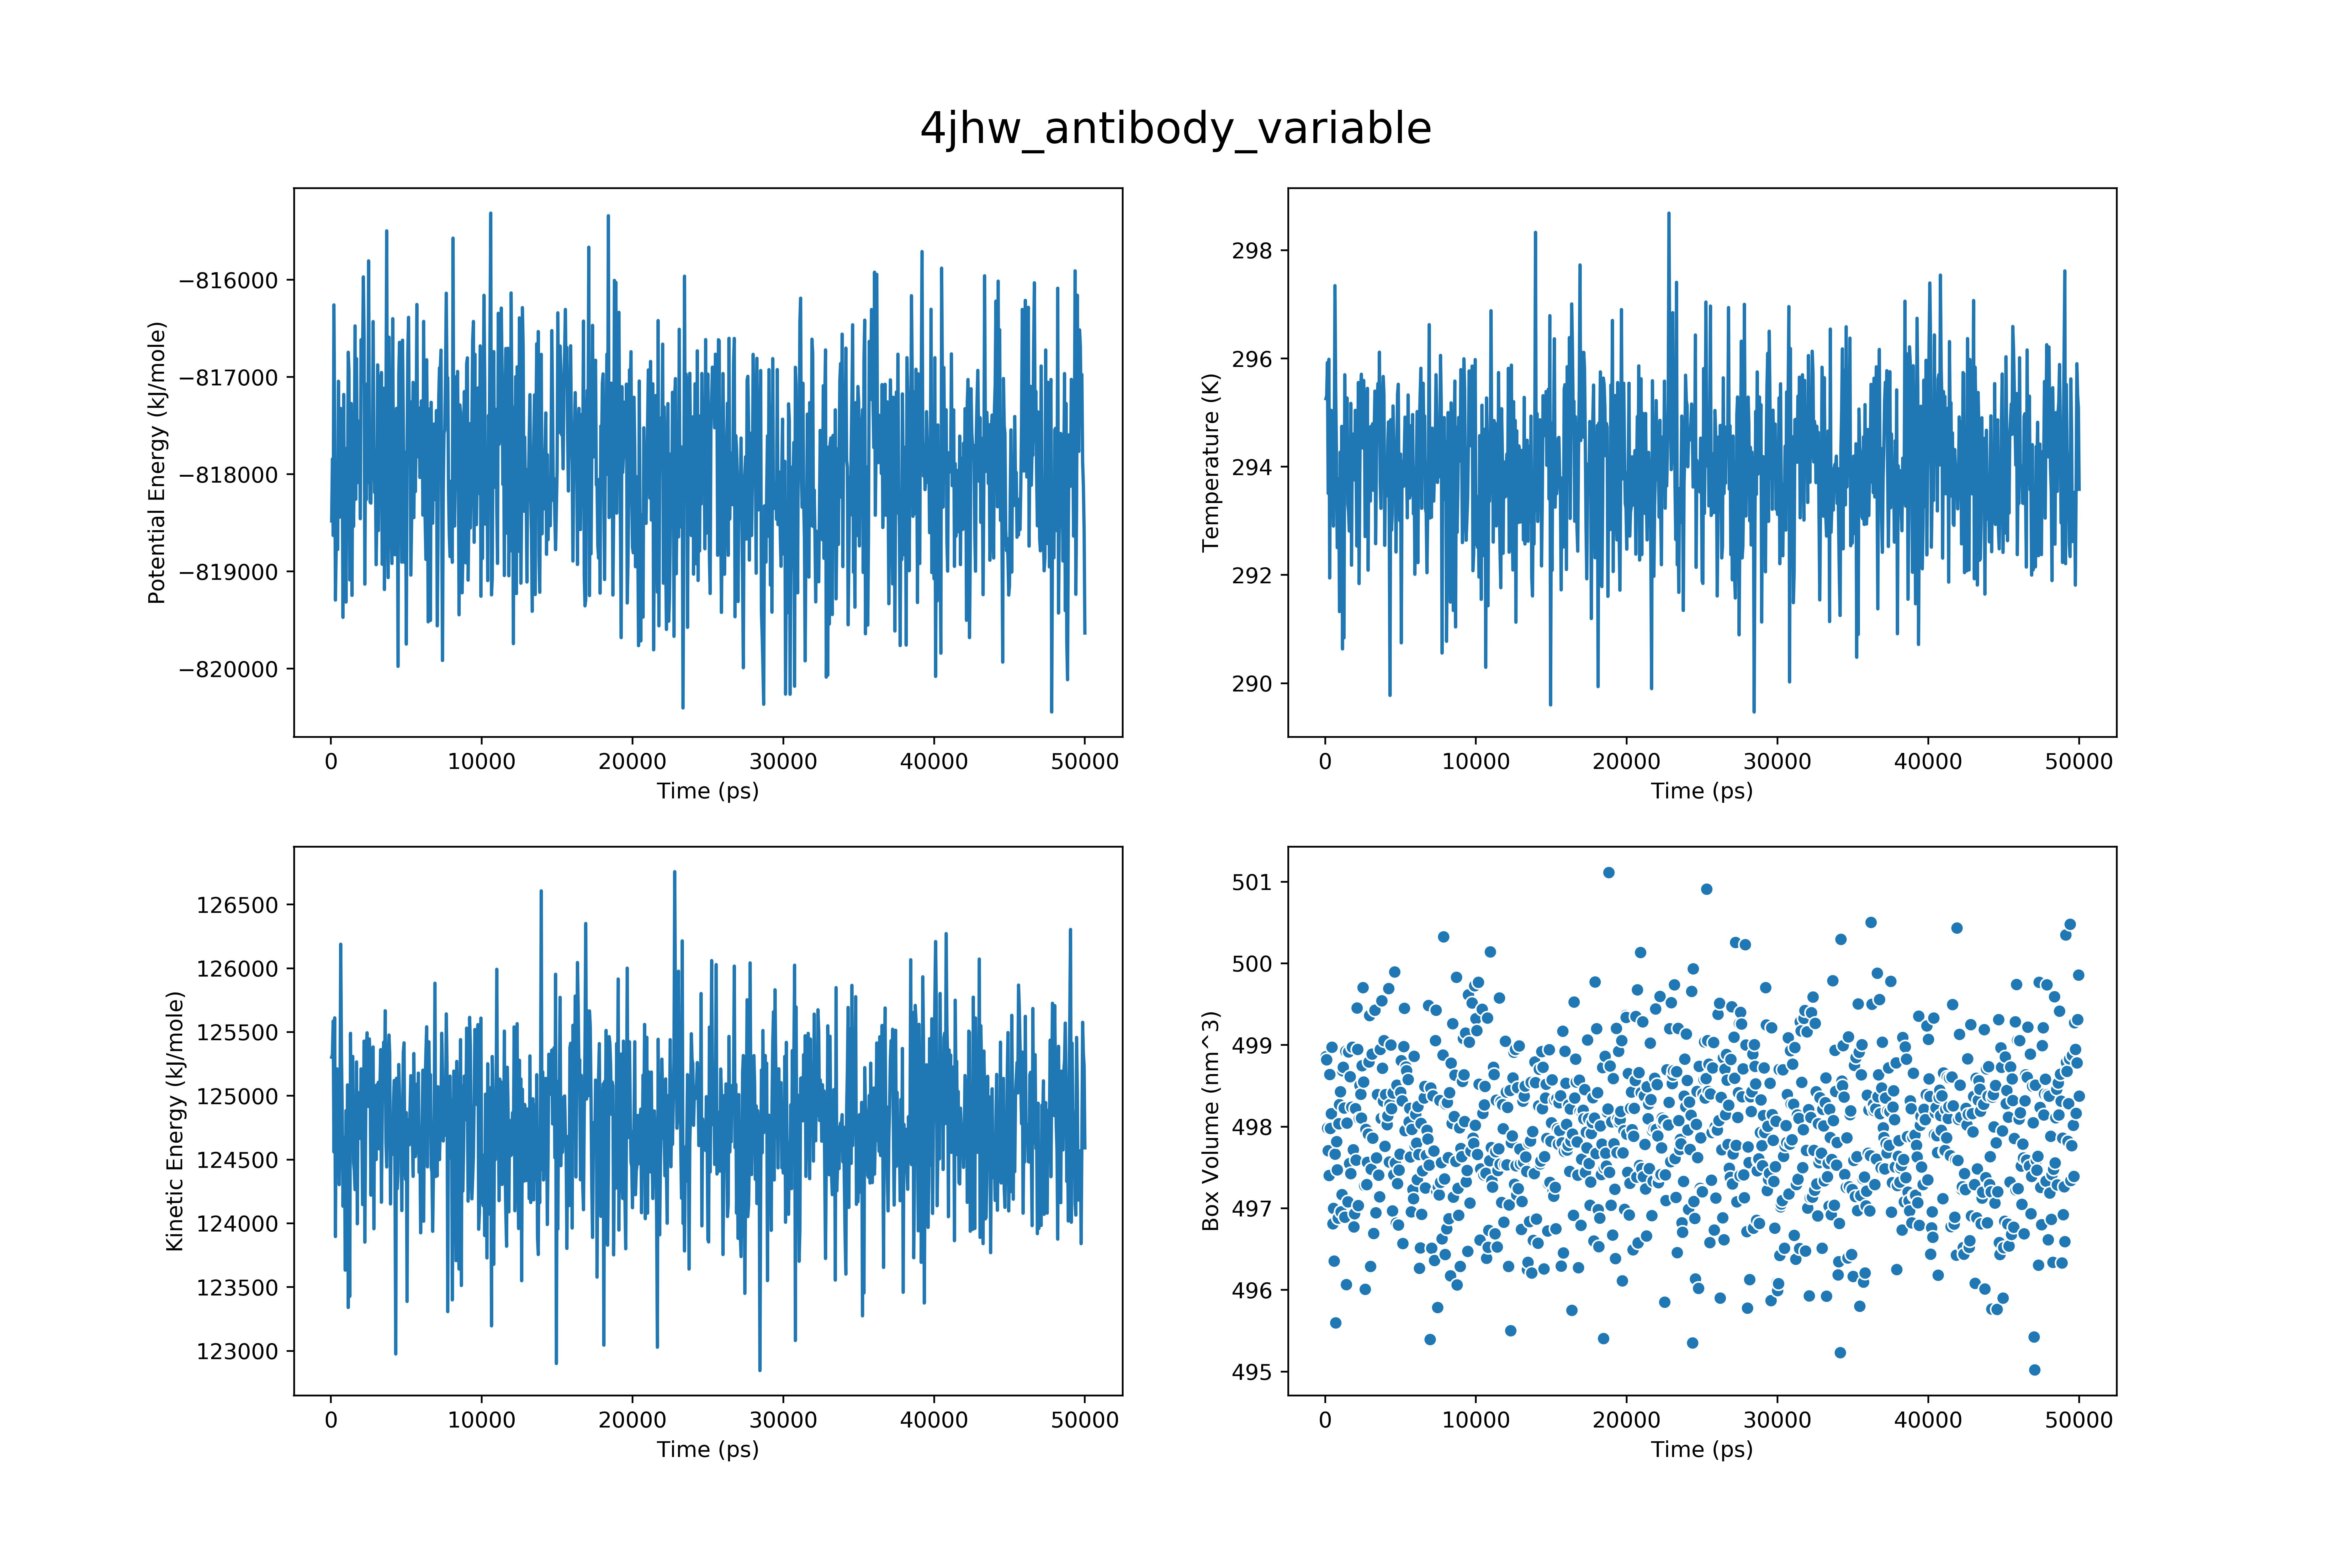 4jhw_antibody_variable
Potential Energy (kJ/mole)
−816000
−817000
−818000
−819000
−820000
0 10000 20000 30000 40000 50000
Time (ps)
Temperature (K)
298
296
294
292
290
0 10000 20000 30000 40000 50000
Time (ps)
Kinetic Energy (kJ/mole)
126500
126000
125500
125000
124500
124000
123500
123000
0 10000 20000 30000 40000 50000
Time (ps)
Box Volume (nm^3)
501
500
499
498
497
496
495
0 10000 20000 30000 40000 50000
Time (ps)